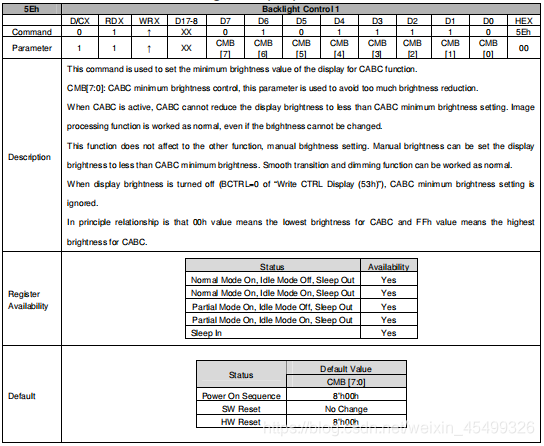 5Eh Backlight Control 1
D/CX RDX WRX D17-8 D7 D6 D5 D4 D3 D2 D1 D0 HEX
Command 0 1 ↑ XX 0 1 0 1 1 1 1 0 5Eh
Parameter 1 1 ↑ XX CMB [7] CMB [6] CMB [5] CMB [4] CMB [3] CMB [2] CMB [1] CMB [0] 00
Description
This command is used to set the minimum brightness value of the display for CABC function.
CMB[7:0]: CABC minimum brightness control, this parameter is used to avoid too much brightness reduction.
When CABC is active, CABC cannot reduce the display brightness to less than CABC minimum brightness setting. Image
processing function is worked as normal, even if the brightness cannot be changed.
This function does not affect to the other function, manual brightness setting. Manual brightness can be set the display
brightness to less than CABC minimum brightness. Smooth transition and dimming function can be worked as normal.
When display brightness is turned off (BCTRL=0 of "Write CTRL Display (53h)"), CABC minimum brightness setting is
ignored.
In principle relationship is that 00h value means the lowest brightness for CABC and FFh value means the highest
brightness for CABC.
Register
Availability
Status Availability
Normal Mode On, Idle Mode Off, Sleep Out Yes
Normal Mode On, Idle Mode On, Sleep Out Yes
Partial Mode On, Idle Mode Off, Sleep Out Yes
Partial Mode On, Idle Mode On, Sleep Out Yes
Sleep In Yes
Default
Status Default Value
CMB [7:0]
Power On Sequence 8'h00h
SW Reset No Change
HW Reset 8'h00h
https://blog.csdn.net/weixin_45499326